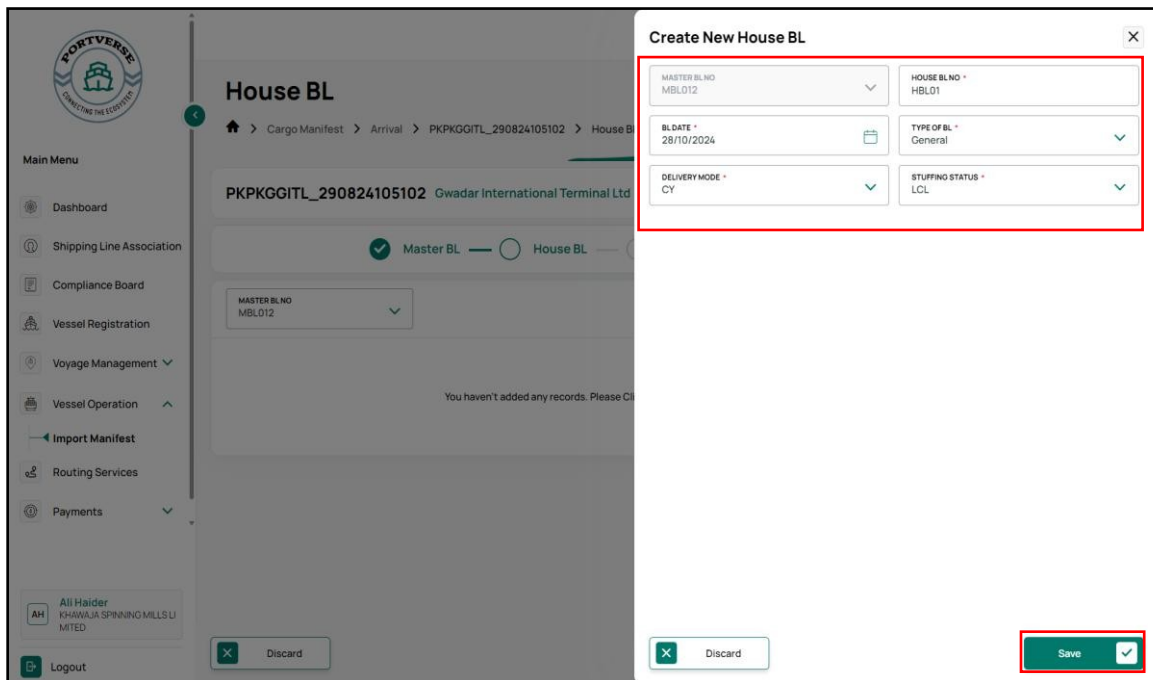 PORTVERSE
CONNECTING THE ECOSYSTEM
Main Menu
Dashboard
Shipping Line Association
Compliance Board
Vessel Registration
Voyage Management
Vessel Operation
Import Manifest
Routing Services
Payments
AH
Ali Haider
KHAWAJA SPINNING MILLS LI
MITED
Logout
House BL
> Cargo Manifest > Arrival > PKPKGGITL_290824105102 > House B
PKPKGGITL_290824105102 Gwadar International Terminal Ltd
Master BL House BL
MASTER BL NO
MBL012
You haven't added any records. Please Cli
Discard
Create New House BL
MASTER BL NO
MBL012
HOUSE BL NO *
HBL01
BL DATE *
28/10/2024
TYPE OF BL *
General
DELIVERY MODE *
CY
STUFFING STATUS *
LCL
Discard
Save